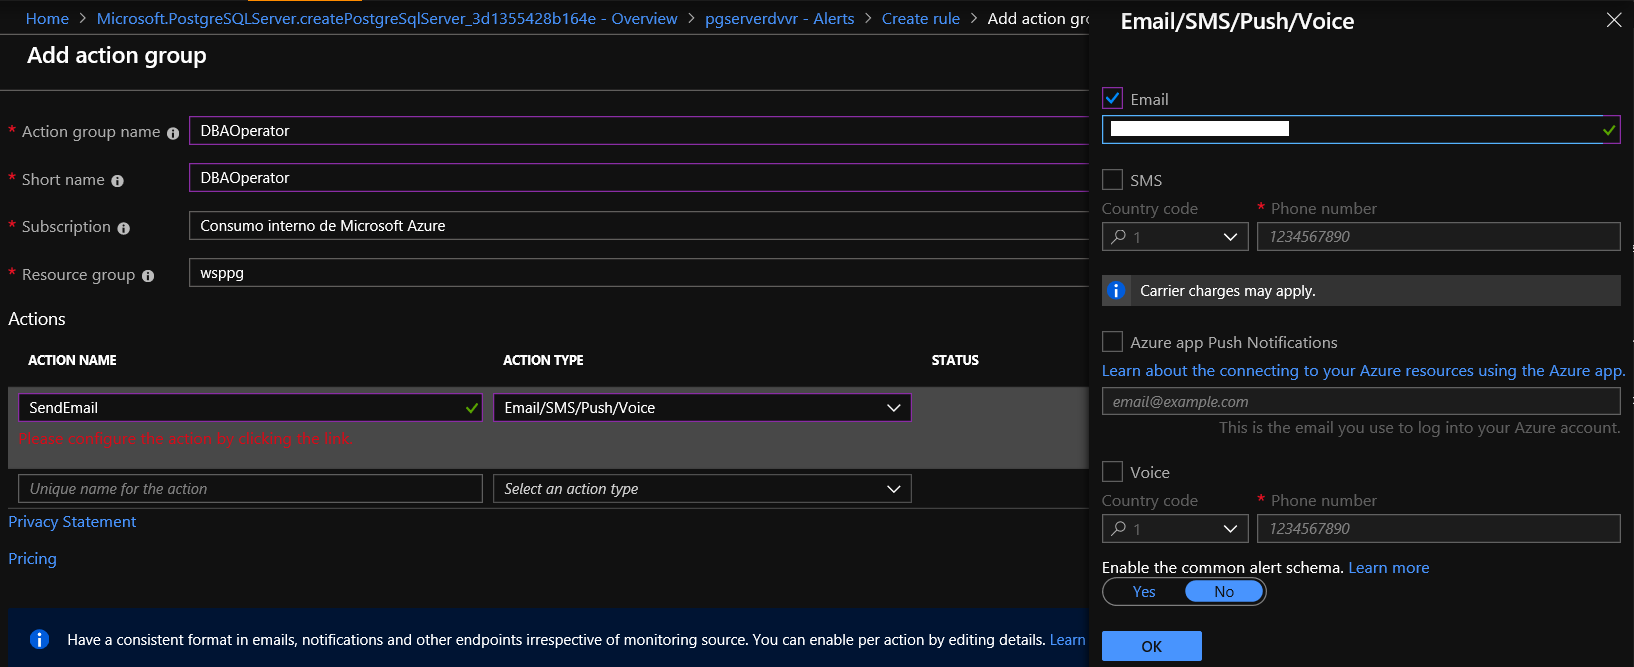 Home > Microsoft.PostgreSQLServer.createPostgreSqlServer_3d1355428b164e - Overview > pgserverdvvr - Alerts > Create rule > Add action gro
Add action group
* Action group name
DBAOperator
* Short name
DBAOperator
* Subscription
Consumo interno de Microsoft Azure
* Resource group
wsppg
Actions
ACTION NAME ACTION TYPE STATUS
SendEmail Email/SMS/Push/Voice
Please configure the action by clicking the link.
Unique name for the action Select an action type
Privacy Statement
Pricing
Have a consistent format in emails, notifications and other endpoints irrespective of monitoring source. You can enable per action by editing details. Learn
Email/SMS/Push/Voice
Email
SMS
Country code * Phone number
1 1234567890
Carrier charges may apply.
Azure app Push Notifications
Learn about the connecting to your Azure resources using the Azure app.
email@example.com
This is the email you use to log into your Azure account.
Voice
Country code * Phone number
1 1234567890
Enable the common alert schema. Learn more
Yes No
OK